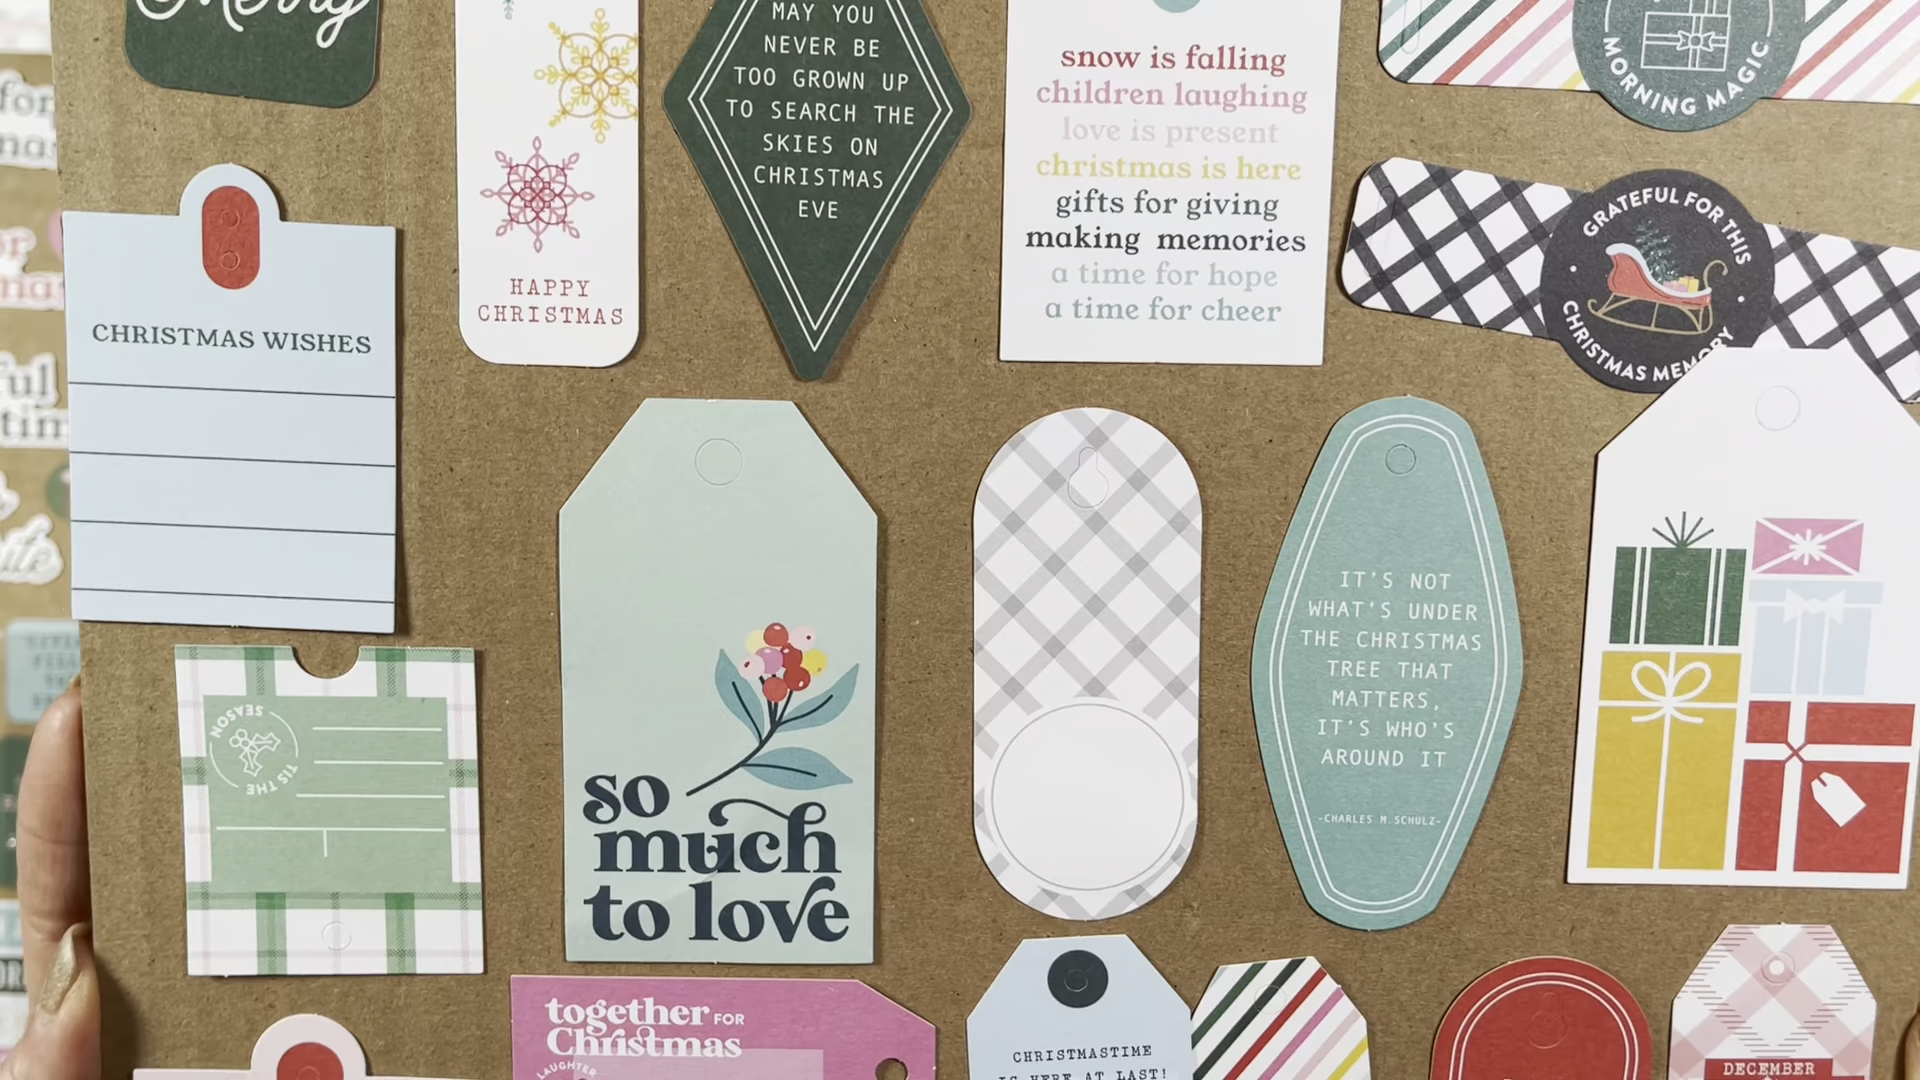 Merry
MAY YOU
NEVER BE
TOO GROWN UP
TO SEARCH THE
SKIES ON
CHRISTMAS
EVE
snow is falling
children laughing
love is present
christmas is here
gifts for giving
making memories
a time for hope
a time for cheer
MORNING MAGIC
GRATEFUL FOR THIS
CHRISTMAS MEMORY
CHRISTMAS WISHES
HAPPY
CHRISTMAS
IT'S NOT
WHAT'S UNDER
THE CHRISTMAS
TREE THAT
MATTERS,
IT'S WHO'S
AROUND IT
-CHARLES M.SCHULZ-
TIS THE
SEASON
so
much
to love
together FOR
Christmas
LAUGHTER
CHRISTMASTIME
IS HERE AT LAST!
DECEMBER